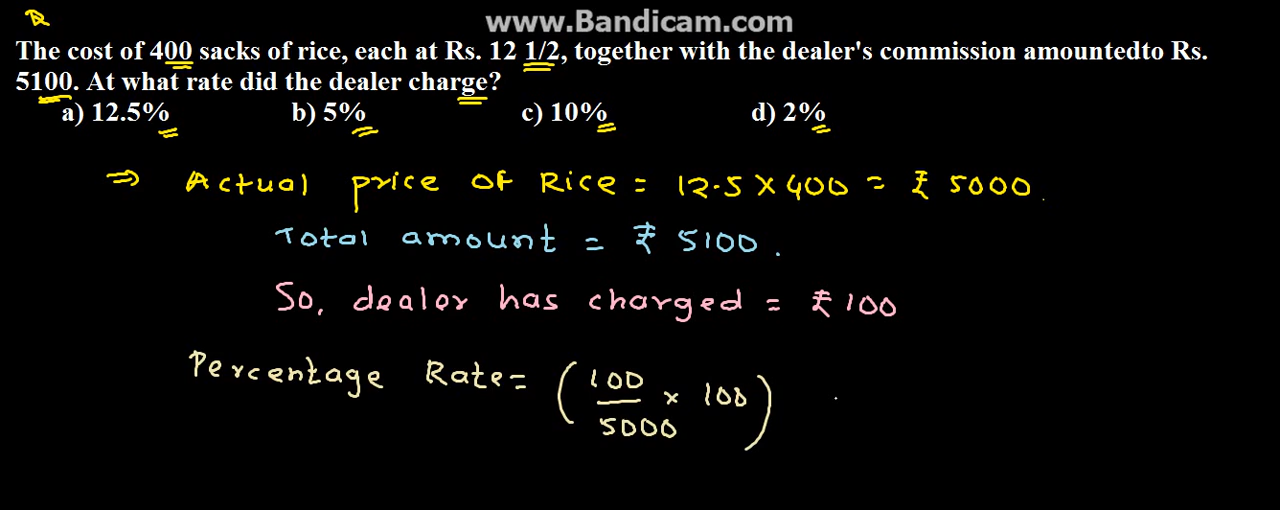 www.Bandicam.com
The cost of 400 sacks of rice, each at Rs. 12 1/2, together with the dealer's commission amountedto Rs.
5100. At what rate did the dealer charge?
a) 12.5% b) 5% c) 10% d) 2%
⇒ Actual price of Rice = 12.5 × 400 = ₹ 5000.
Total amount = ₹ 5100.
So, dealer has charged = ₹ 100
Percentage Rate = (100/5000 × 100)